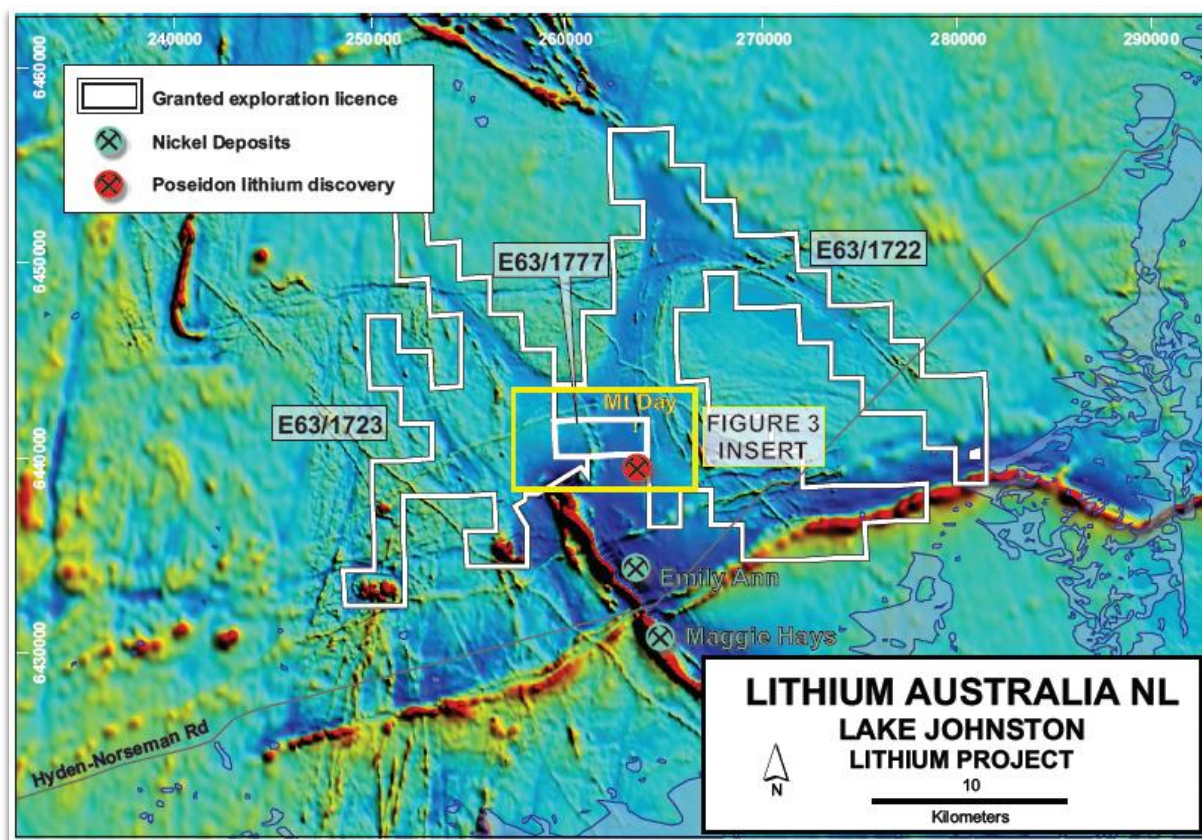 240000
250000
260000
270000
280000
290000
6460000
6450000
6440000
6430000
Granted exploration licence
Nickel Deposits
Poseidon lithium discovery
E63/1777
E63/1722
E63/1723
Mt Day
FIGURE 3
INSERT
Emily Ann
Maggie Hays
Hyden-Norseman Rd
LITHIUM AUSTRALIA NL
LAKE JOHNSTON
LITHIUM PROJECT
N
10
Kilometers